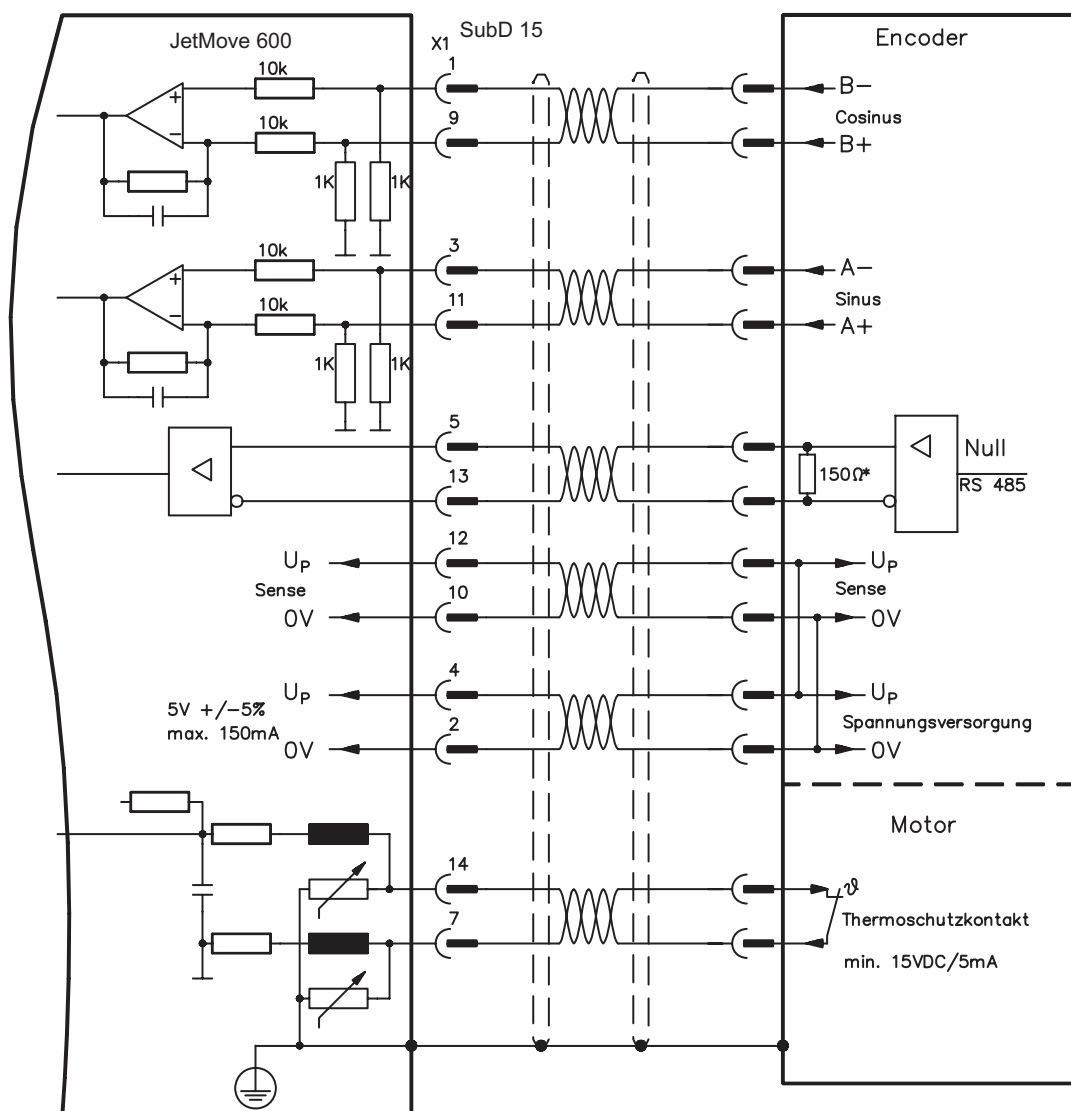 JetMove 600
SubD 15
X1
Encoder
10k
1
B-
Cosinus
10k
9
B+
1K
1K
10k
3
A-
Sinus
10k
11
A+
1K
1K
5
Null
150Ω*
RS 485
13
UP
12
UP
Sense
Sense
0V
10
0V
UP
4
UP
5V +/-5%
max. 150mA
Spannungsversorgung
0V
2
0V
Motor
14
ϑ
Thermoschutzkontakt
7
min. 15VDC/5mA